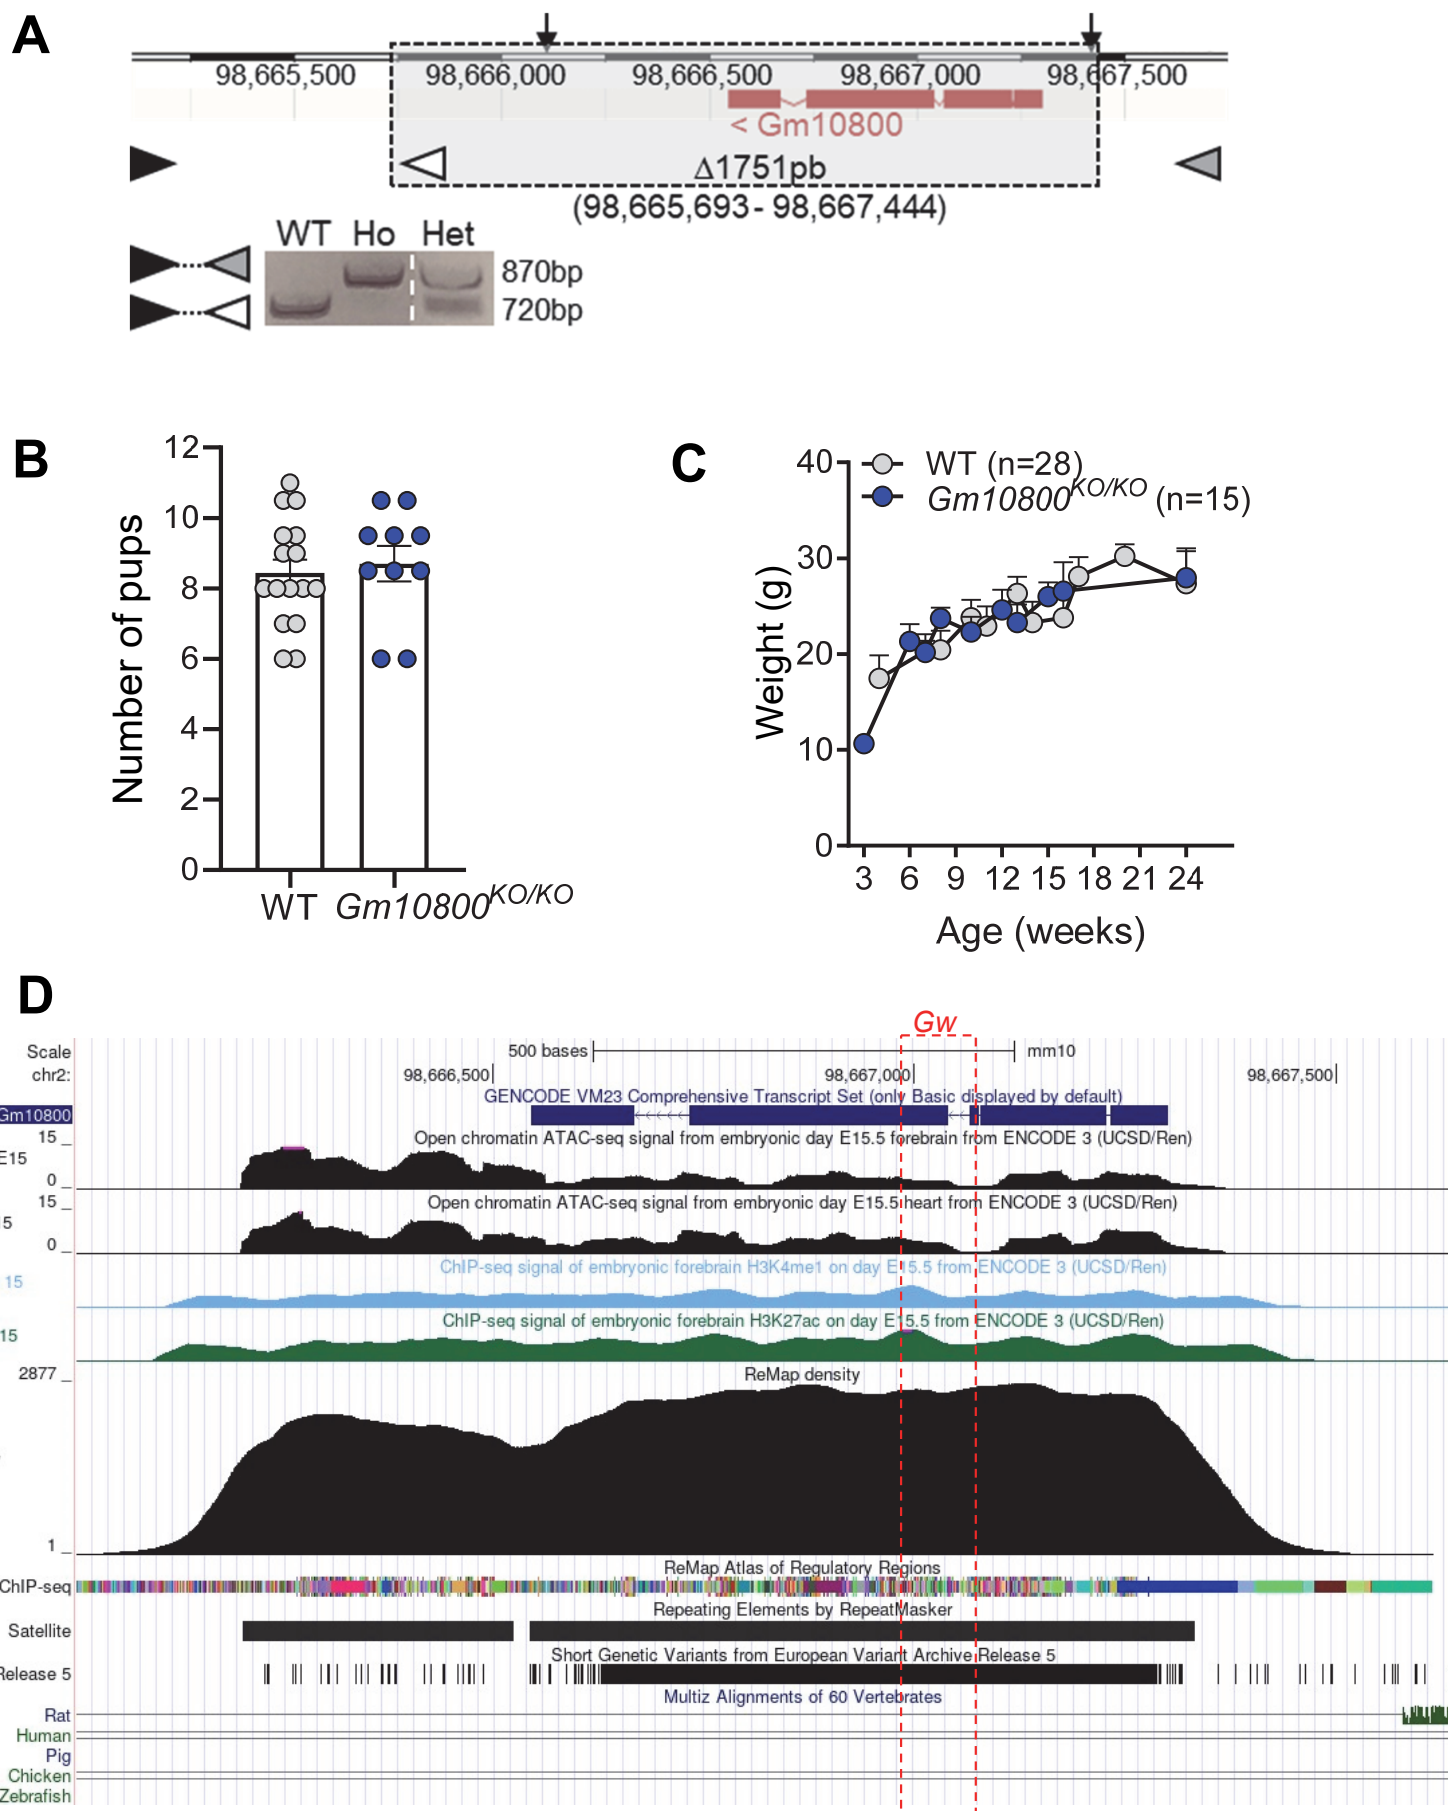 A
98,665,500 98,666,000 98,666,500 98,667,000 98,667,500
< Gm10800
Δ1751pb
(98,665,693- 98,667,444)
WT Ho Het
870bp
720bp
B
Number of pups
12
10
8
6
4
2
0
WT Gm10800KO/KO
C
Weight (g)
40
30
20
10
0
WT (n=28)
Gm10800KO/KO (n=15)
3 6 9 12 15 18 21 24
Age (weeks)
D
Gw
Scale 500 bases mm10
chr2: 98,666,500 98,667,000 98,667,500
GENCODE VM23 Comprehensive Transcript Set (only Basic displayed by default)
Gm10800
15 Open chromatin ATAC-seq signal from embryonic day E15.5 forebrain from ENCODE 3 (UCSD/Ren)
E15
0
15 Open chromatin ATAC-seq signal from embryonic day E15.5 heart from ENCODE 3 (UCSD/Ren)
5
0
ChIP-seq signal of embryonic forebrain H3K4me1 on day E15.5 from ENCODE 3 (UCSD/Ren)
15
ChIP-seq signal of embryonic forebrain H3K27ac on day E15.5 from ENCODE 3 (UCSD/Ren)
15
2877 ReMap density
1
ReMap Atlas of Regulatory Regions
ChIP-seq
Repeating Elements by RepeatMasker
Satellite
Short Genetic Variants from European Variant Archive Release 5
Release 5
Multiz Alignments of 60 Vertebrates
Rat
Human
Pig
Chicken
Zebrafish